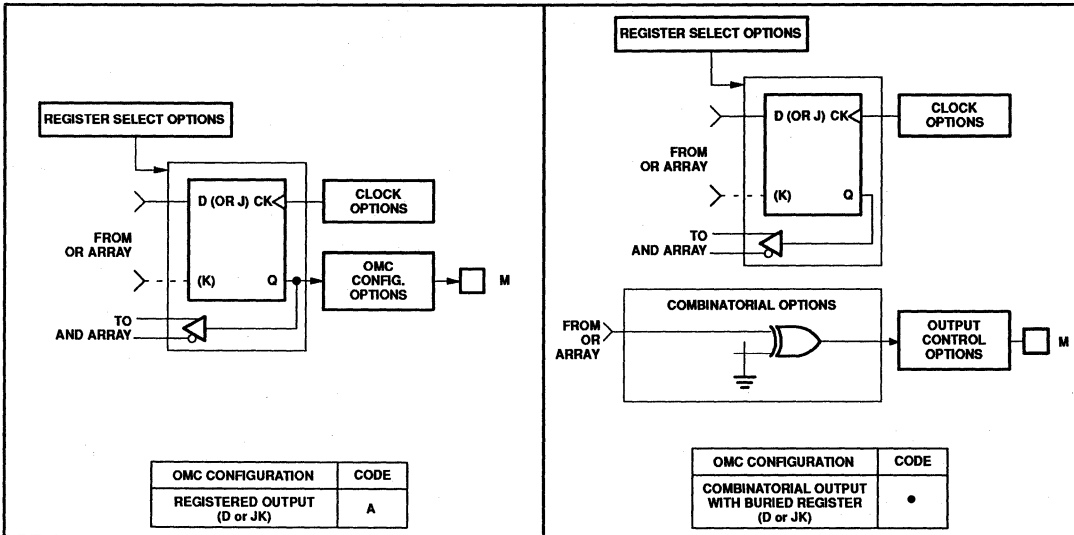 REGISTER SELECT OPTIONS
D (OR J) CK
CLOCK
OPTIONS
FROM
OR ARRAY
(K)
Q
OMC
CONFIG.
OPTIONS
M
TO
AND ARRAY
OMC CONFIGURATION CODE
REGISTERED OUTPUT
(D or JK)
A
REGISTER SELECT OPTIONS
D (OR J) CK
CLOCK
OPTIONS
FROM
OR ARRAY
(K)
Q
TO
AND ARRAY
COMBINATORIAL OPTIONS
FROM
OR
ARRAY
OUTPUT
CONTROL
OPTIONS
M
OMC CONFIGURATION CODE
COMBINATORIAL OUTPUT
WITH BURIED REGISTER
(D or JK)
●